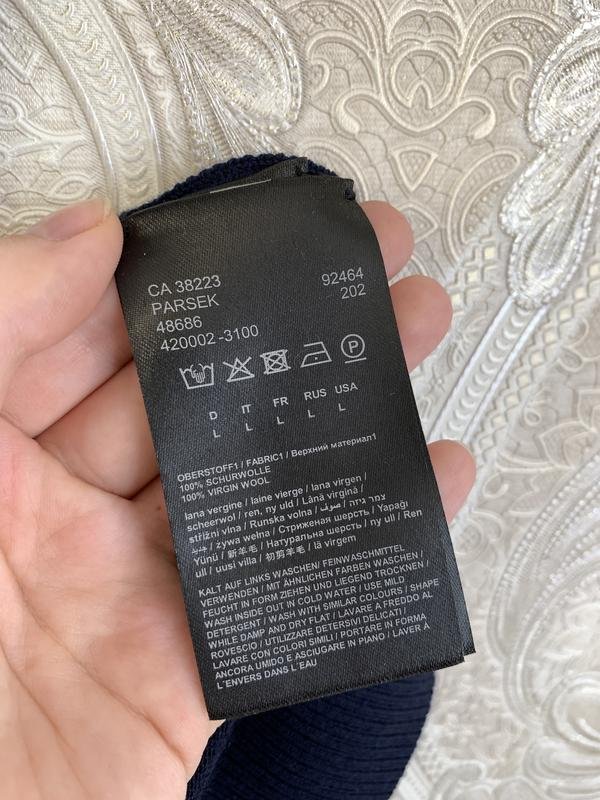 CA 38223
PARSEK
48686
420002-3100
92464
202
P
D IT FR RUS USA
L L L L L
OBERSTOFF1 / FABRIC1 / Верхний материал1
100% SCHURWOLLE
100% VIRGIN WOOL
lana vergine / laine vierge / lana virgen /
scheerwol / ren, ny uld / Lână virgină /
střižní vlna / Runska volna / صوف / צמר גיזה
/ żywa wełna / Стриженая шерсть / Yapağı
Yünü / 新羊毛 / Натуральна шерсть / ny ull / Ren
ull / uusi villa / 初剪羊毛 / lã virgem
KALT AUF LINKS WASCHEN/ FEINWASCHMITTEL
VERWENDEN / MIT ÄHNLICHEN FARBEN WASCHEN/
FEUCHT IN FORM ZIEHEN UND LIEGEND TROCKNEN /
WASH INSIDE OUT IN COLD WATER / USE MILD
DETERGENT / WASH WITH SIMILAR COLOURS / SHAPE
WHILE DAMP AND DRY FLAT / LAVARE A FREDDO AL
ROVESCIO / UTILIZZARE DETERSIVI DELICATI /
LAVARE CON COLORI SIMILI / PORTARE IN FORMA
ANCORA UMIDO E ASCIUGARE IN PIANO / LAVER À
L'ENVERS DANS L'EAU